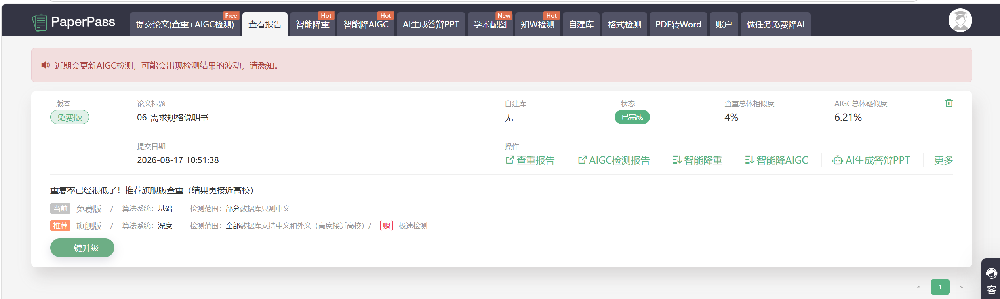 PaperPass
提交论文(查重+AIGC检测)
Free
查看报告
智能降重
Hot
智能降AIGC
Hot
AI生成答辩PPT
学术配图
New
知W检测
Hot
自建库
格式检测
PDF转Word
账户
做任务免费降AI
近期会更新AIGC检测，可能会出现检测结果的波动，请悉知。
版本
论文标题
自建库
状态
查重总体相似度
AIGC总体疑似度
免费版
06-需求规格说明书
无
已完成
4%
6.21%
提交日期
操作
2026-08-17 10:51:38
查重报告
AIGC检测报告
智能降重
智能降AIGC
AI生成答辩PPT
更多
重复率已经很低了！推荐旗舰版查重（结果更接近高校）
当前 免费版 / 算法系统：基础 检测范围：部分数据库只测中文
推荐 旗舰版 / 算法系统：深度 检测范围：全部数据库支持中文和外文（高度接近高校）/ 赠 极速检测
一键升级
« 1 »
客